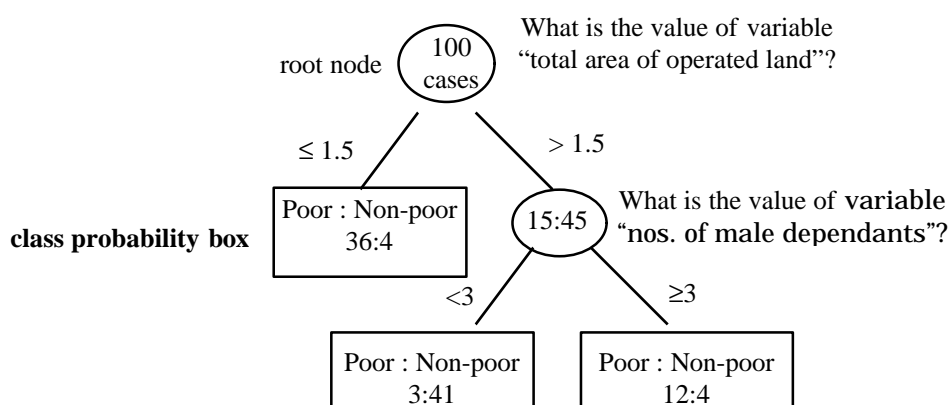 What is the value of variable
“total area of operated land”?
root node
100
cases
≤ 1.5
> 1.5
class probability box
Poor : Non-poor
36:4
15:45
What is the value of variable
“nos. of male dependants”?
<3
≥3
Poor : Non-poor
3:41
Poor : Non-poor
12:4